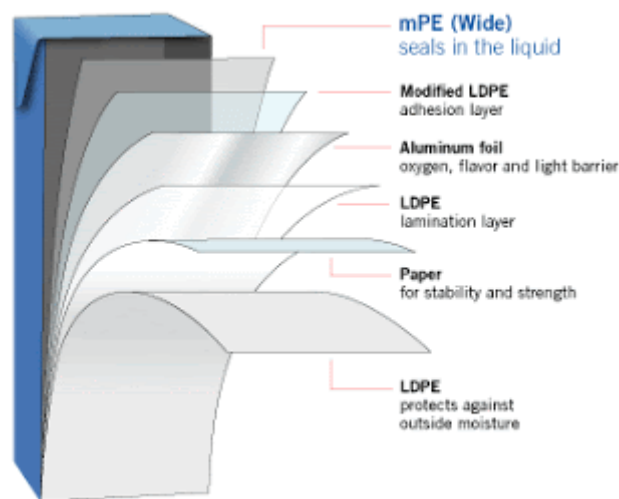 mPE (Wide)
seals in the liquid
Modified LDPE
adhesion layer
Aluminum foil
oxygen, flavor and light barrier
LDPE
lamination layer
Paper
for stability and strength
LDPE
protects against
outside moisture